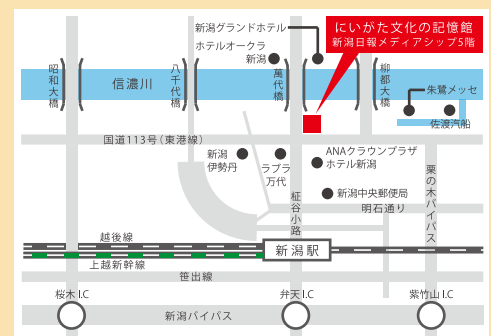 新潟グランドホテル
ホテルオークラ
新潟
にいがた文化の記憶館
新潟日報メディアシップ5階
昭和大橋
信濃川
八千代橋
萬代橋
柳都大橋
朱鷺メッセ
佐渡汽船
国道113号(東港線)
新潟
伊勢丹
ラブラ
万代
ANAクラウンプラザ
ホテル新潟
新潟中央郵便局
明石通り
柾谷小路
栗の木バイパス
越後線
上越新幹線
新潟駅
笹出線
桜木I.C
弁天I.C
紫竹山I.C
新潟バイパス